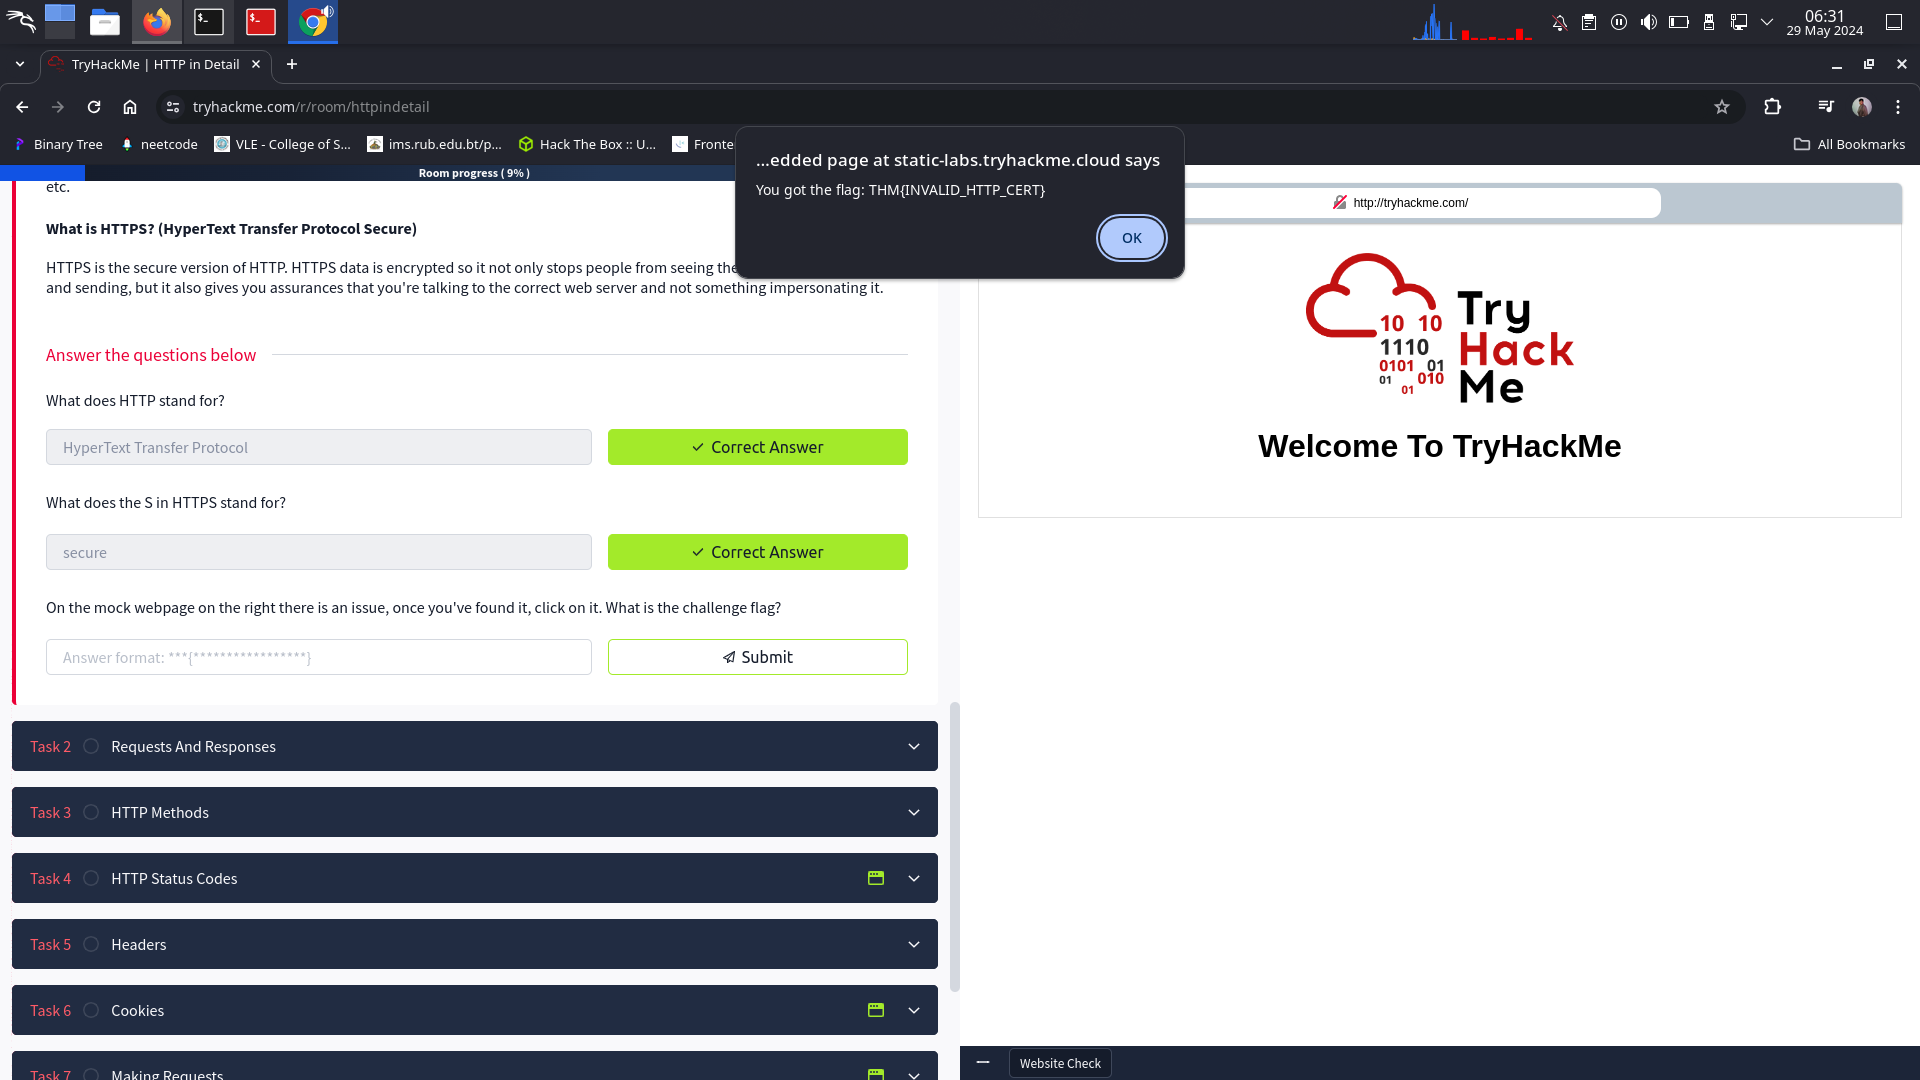 06:31
29 May 2024
TryHackMe | HTTP in Detail
tryhackme.com/r/room/httpindetail
Binary Tree
neetcode
VLE - College of S...
ims.rub.edu.bt/p...
Hack The Box :: U...
Fronte
All Bookmarks
...edded page at static-labs.tryhackme.cloud says
You got the flag: THM{INVALID_HTTP_CERT}
OK
Room progress ( 9% )
etc.
What is HTTPS? (HyperText Transfer Protocol Secure)
HTTPS is the secure version of HTTP. HTTPS data is encrypted so it not only stops people from seeing the
and sending, but it also gives you assurances that you're talking to the correct web server and not something impersonating it.
Answer the questions below
What does HTTP stand for?
HyperText Transfer Protocol
Correct Answer
What does the S in HTTPS stand for?
secure
Correct Answer
On the mock webpage on the right there is an issue, once you've found it, click on it. What is the challenge flag?
Answer format: ***{*****************}
Submit
Task 2 Requests And Responses
Task 3 HTTP Methods
Task 4 HTTP Status Codes
Task 5 Headers
Task 6 Cookies
Task 7 Making Requests
http://tryhackme.com/
10 10
1110
0101 01
01 010
01
Try
Hack
Me
Welcome To TryHackMe
Website Check